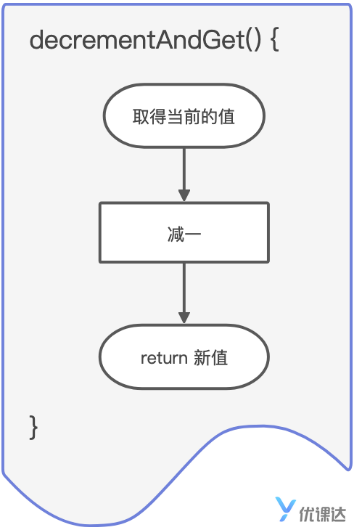 decrementAndGet() {
取得当前的值
减一
return 新值
}
优课达